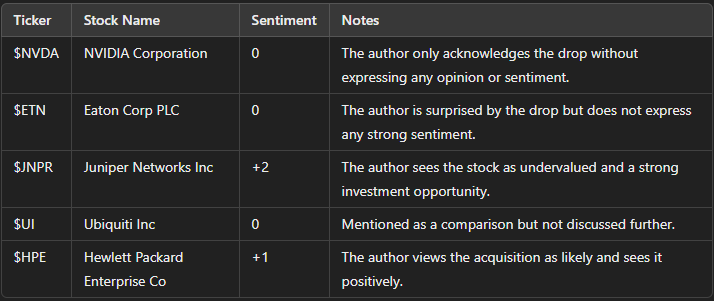 Ticker Stock Name Sentiment Notes
$NVDA NVIDIA Corporation 0 The author only acknowledges the drop without
expressing any opinion or sentiment.
$ETN Eaton Corp PLC 0 The author is surprised by the drop but does not express
any strong sentiment.
$JNPR Juniper Networks Inc +2 The author sees the stock as undervalued and a strong
investment opportunity.
$UI Ubiquiti Inc 0 Mentioned as a comparison but not discussed further.
$HPE Hewlett Packard +1 The author views the acquisition as likely and sees it
Enterprise Co positively.